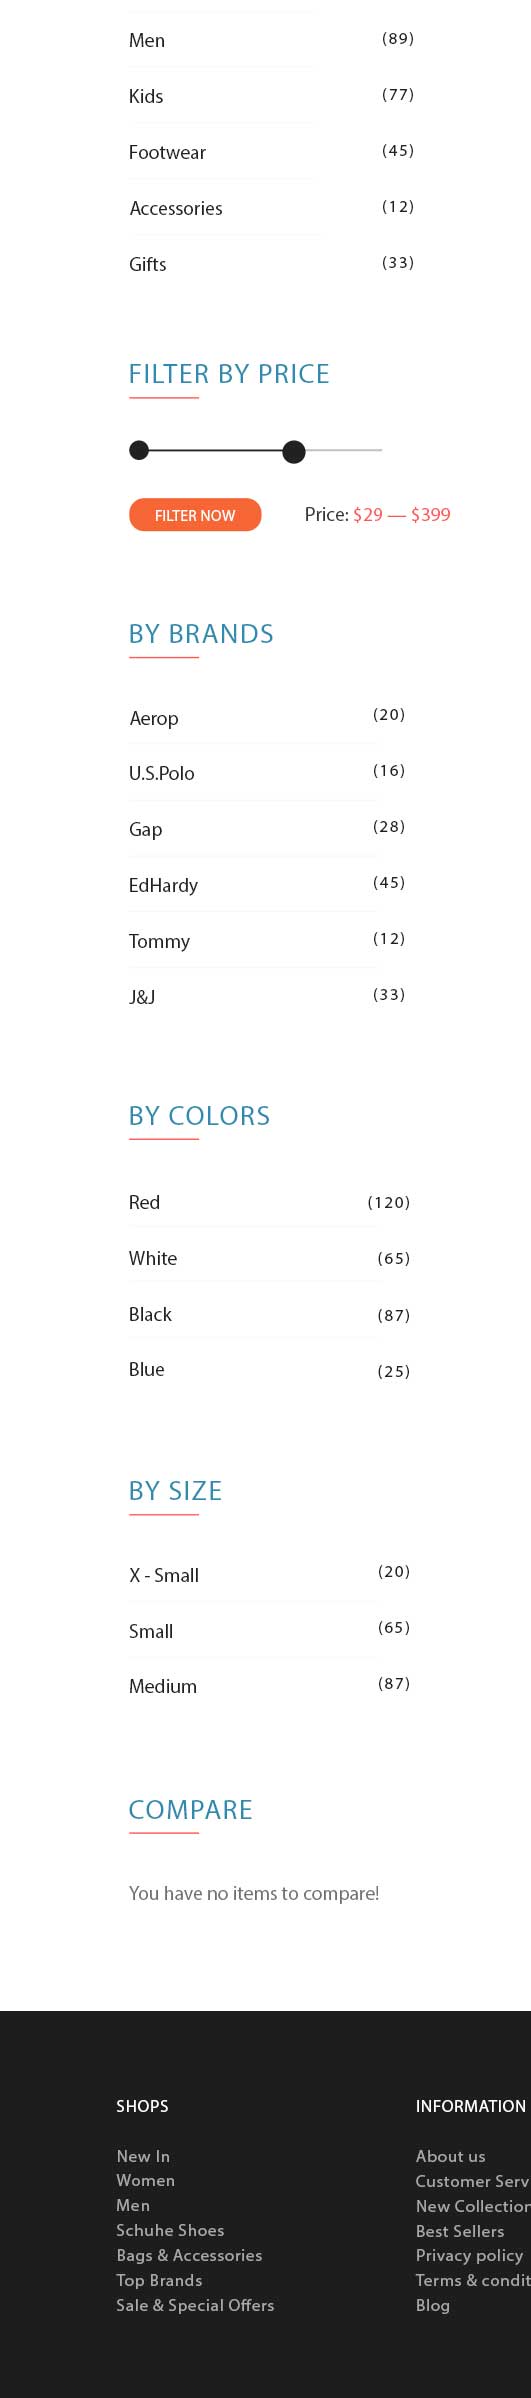 Men (89)
Kids (77)
Footwear (45)
Accessories (12)
Gifts (33)
FILTER BY PRICE
FILTER NOW Price: $29 — $399
BY BRANDS
Aerop (20)
U.S.Polo (16)
Gap (28)
EdHardy (45)
Tommy (12)
J&J (33)
BY COLORS
Red (120)
White (65)
Black (87)
Blue (25)
BY SIZE
X - Small (20)
Small (65)
Medium (87)
COMPARE
You have no items to compare!
SHOPS
New In
Women
Men
Schuhe Shoes
Bags & Accessories
Top Brands
Sale & Special Offers
INFORMATION
About us
Customer Serv
New Collection
Best Sellers
Privacy policy
Terms & condit
Blog